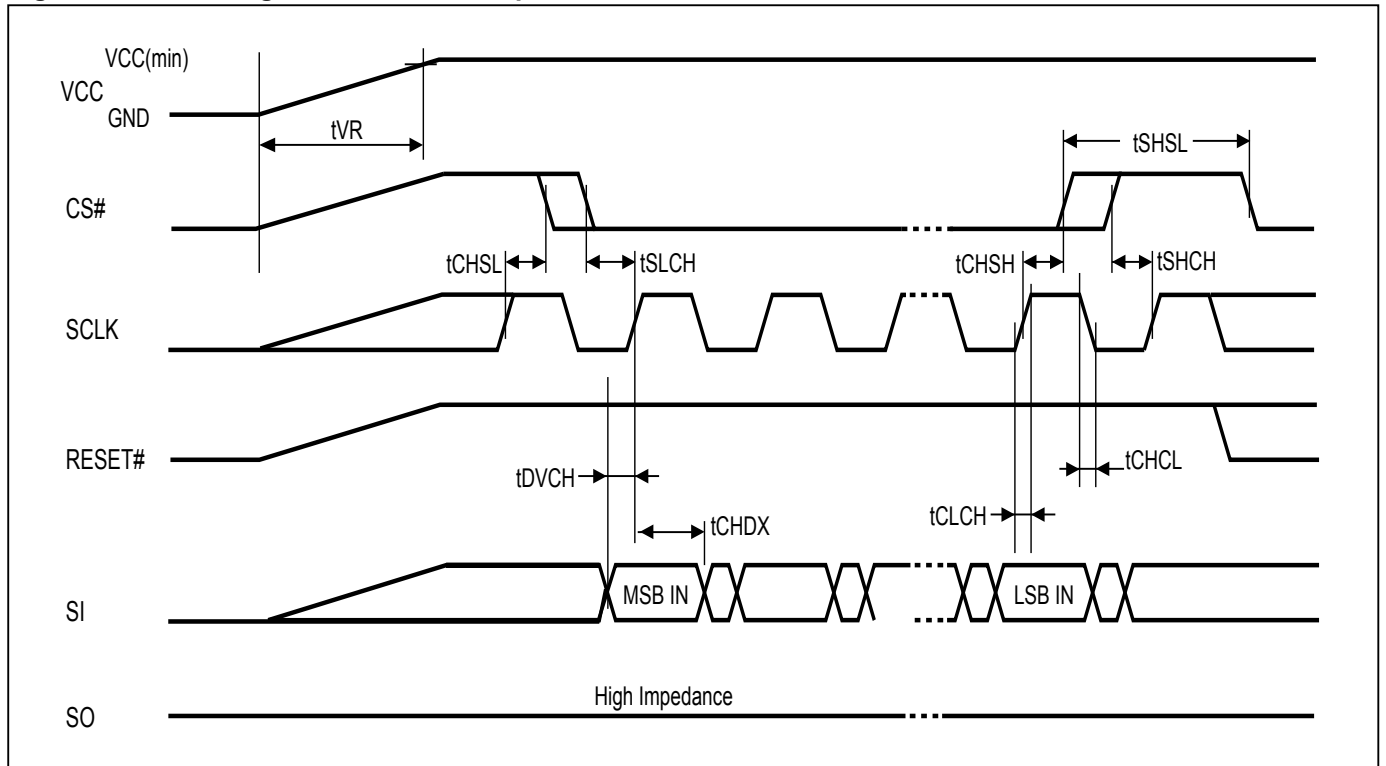 VCC(min)
VCC
GND
tVR
tSHSL
CS#
tCHSL
tSLCH
tCHSH
tSHCH
SCLK
RESET#
tDVCH
tCHCL
tCLCH
tCHDX
SI
MSB IN
LSB IN
High Impedance
SO